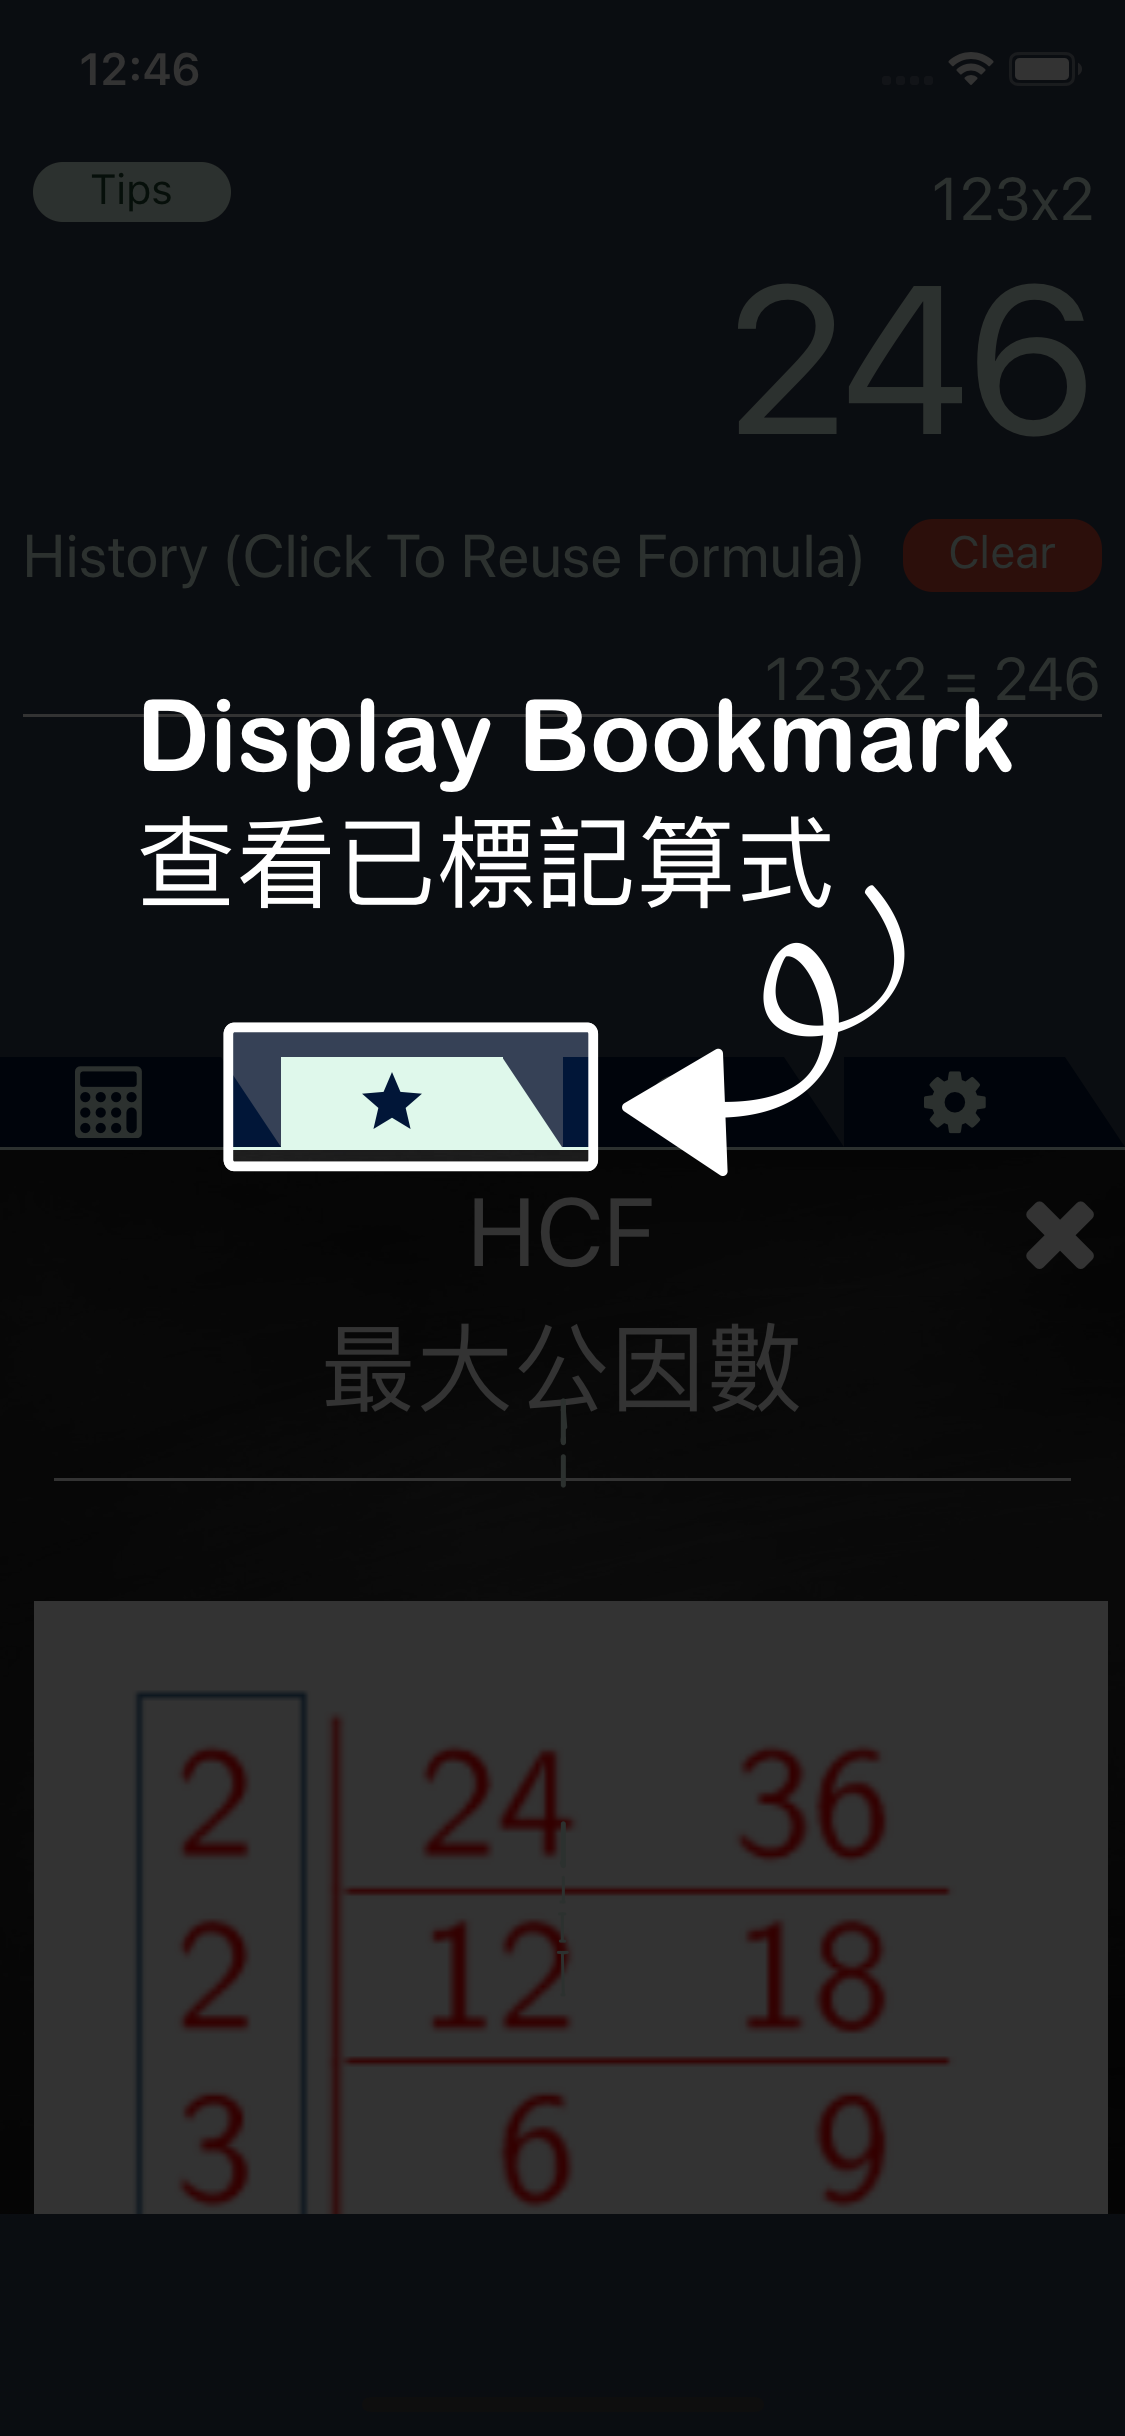 12:46
Tips
123x2
246
History (Click To Reuse Formula)
Clear
123x2 = 246
Display Bookmark
查看已標記算式
HCF
最大公因數
2 24 36
2 12 18
3 6 9